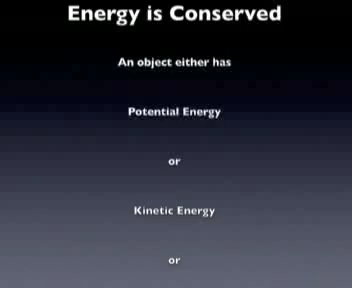 Energy is Conserved
An object either has
Potential Energy
or
Kinetic Energy
or